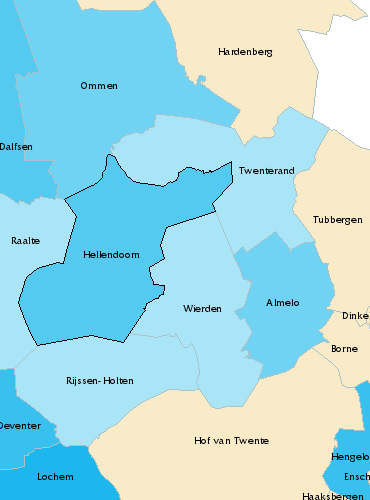 Hardenberg
Ommen
Dalfsen
Twenterand
Tubbergen
Raalte
Hellendoorn
Wierden
Almelo
Dinke
Borne
Rijssen-Holten
Deventer
Hof van Twente
Hengelo
Lochem
Ensch
Haaksbergen